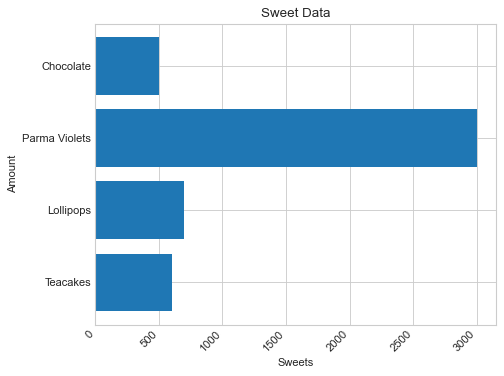 Sweet Data
Chocolate
Parma Violets
Lollipops
Teacakes
Amount
0
500
1000
1500
2000
2500
3000
Sweets